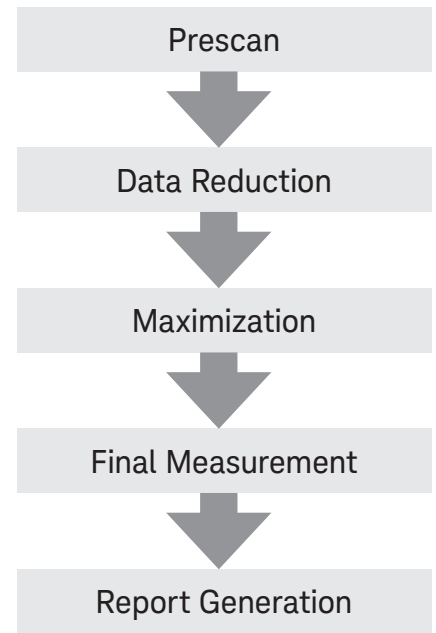 Prescan
Data Reduction
Maximization
Final Measurement
Report Generation